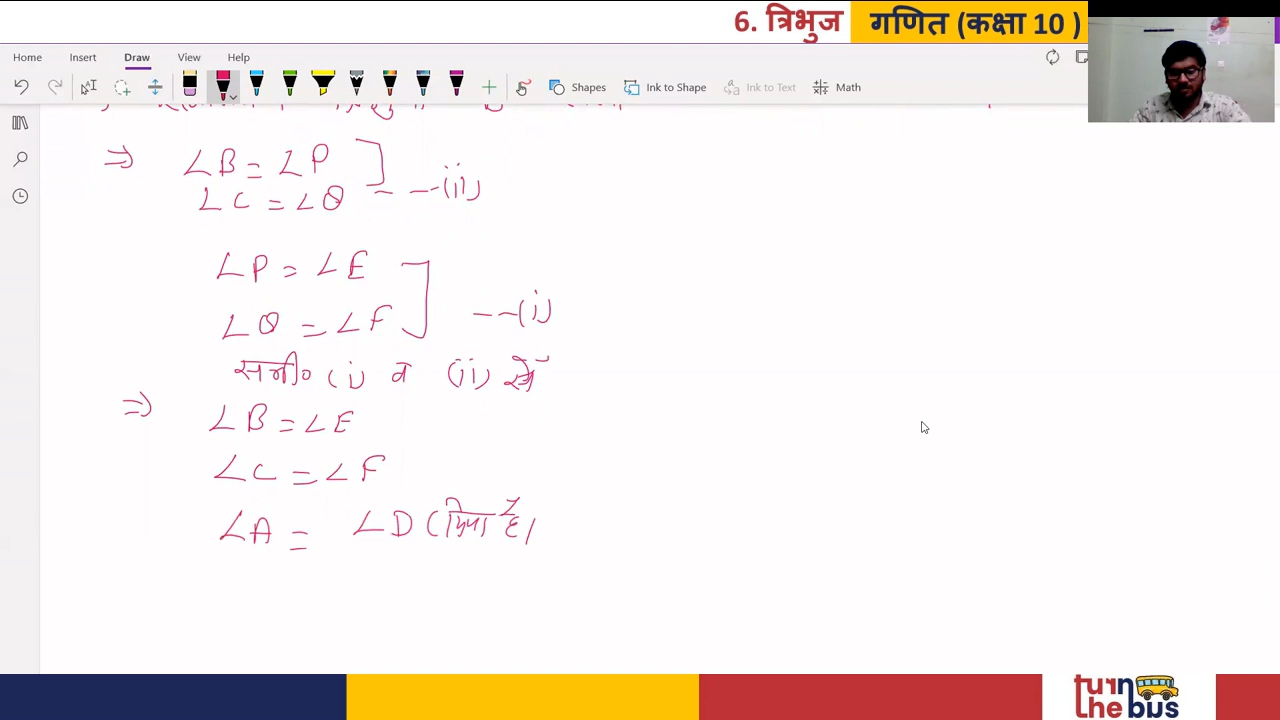 6. त्रिभुज गणित (कक्षा 10 )
Home Insert Draw View Help
Shapes Ink to Shape Ink to Text Math
⇒ ∠B = ∠P
∠C = ∠Q -- (ii)
∠P = ∠E
∠Q = ∠F -- (i)
समी० (i) व (ii) से
⇒ ∠B = ∠E
∠C = ∠F
∠A = ∠D (दिया है)
turn the bus